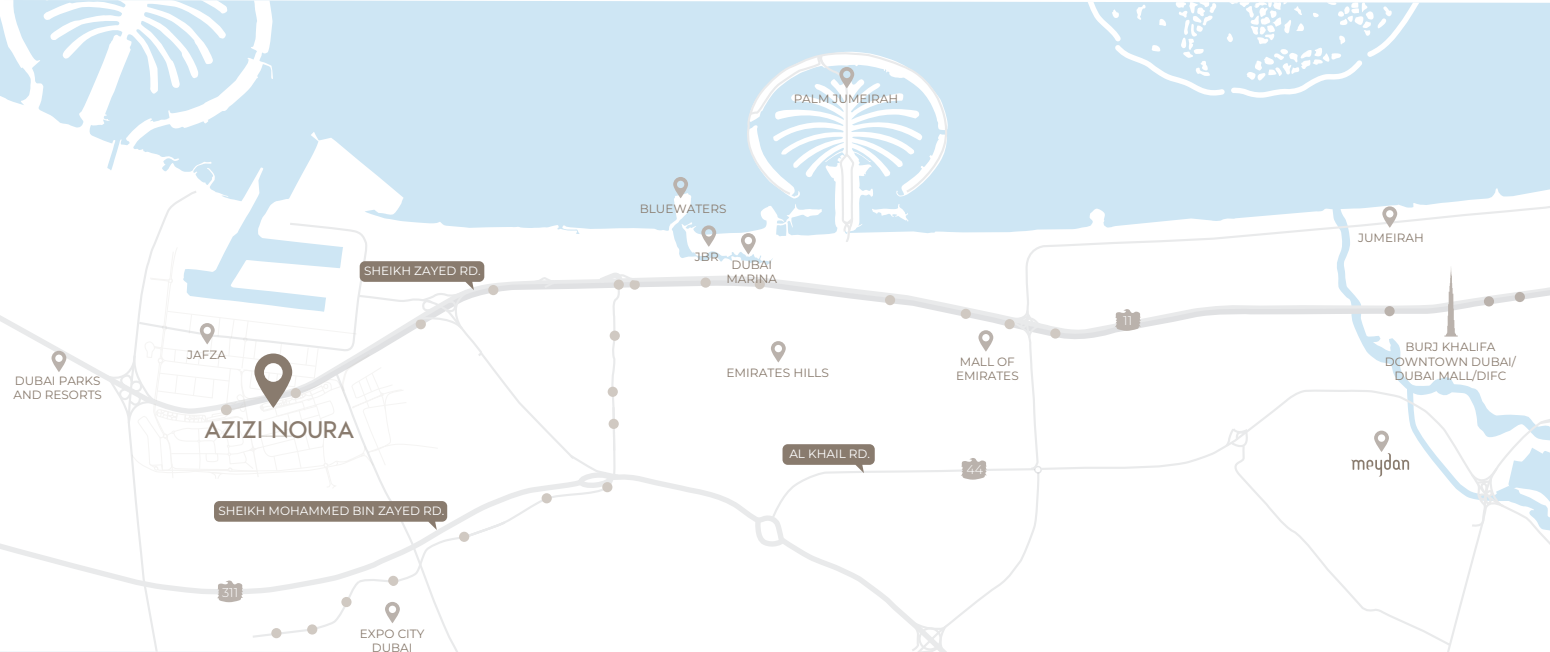 PALM JUMEIRAH
BLUEWATERS
JUMEIRAH
JBR
DUBAI
MARINA
SHEIKH ZAYED RD.
11
JAFZA
BURJ KHALIFA
DOWNTOWN DUBAI/
DUBAI MALL/DIFC
MALL OF
EMIRATES
EMIRATES HILLS
DUBAI PARKS
AND RESORTS
AZIZI NOURA
AL KHAIL RD.
44
meydan
SHEIKH MOHAMMED BIN ZAYED RD.
311
EXPO CITY
DUBAI